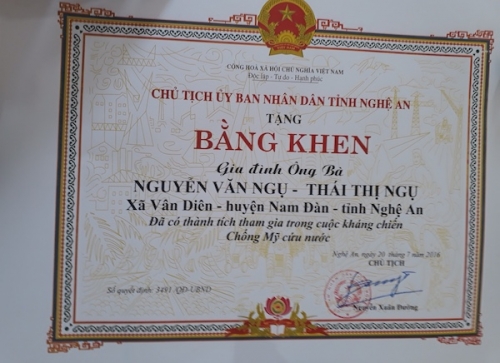 CỘNG HOÀ XÃ HỘI CHỦ NGHĨA VIỆT NAM
Độc lập - Tự do - Hạnh phúc
CHỦ TỊCH ỦY BAN NHÂN DÂN TỈNH NGHỆ AN
TẶNG
BẰNG KHEN
Gia đình Ông Bà
NGUYỄN VĂN NGỤ - THÁI THỊ NGỤ
Xã Vân Diên - huyện Nam Đàn - tỉnh Nghệ An
Đã có thành tích tham gia trong cuộc kháng chiến
Chống Mỹ cứu nước
Nghệ An, ngày 20 tháng 7 năm 2016
CHỦ TỊCH
Số quyết định: 3491 /QĐ-UBND
Nguyễn Xuân Đường